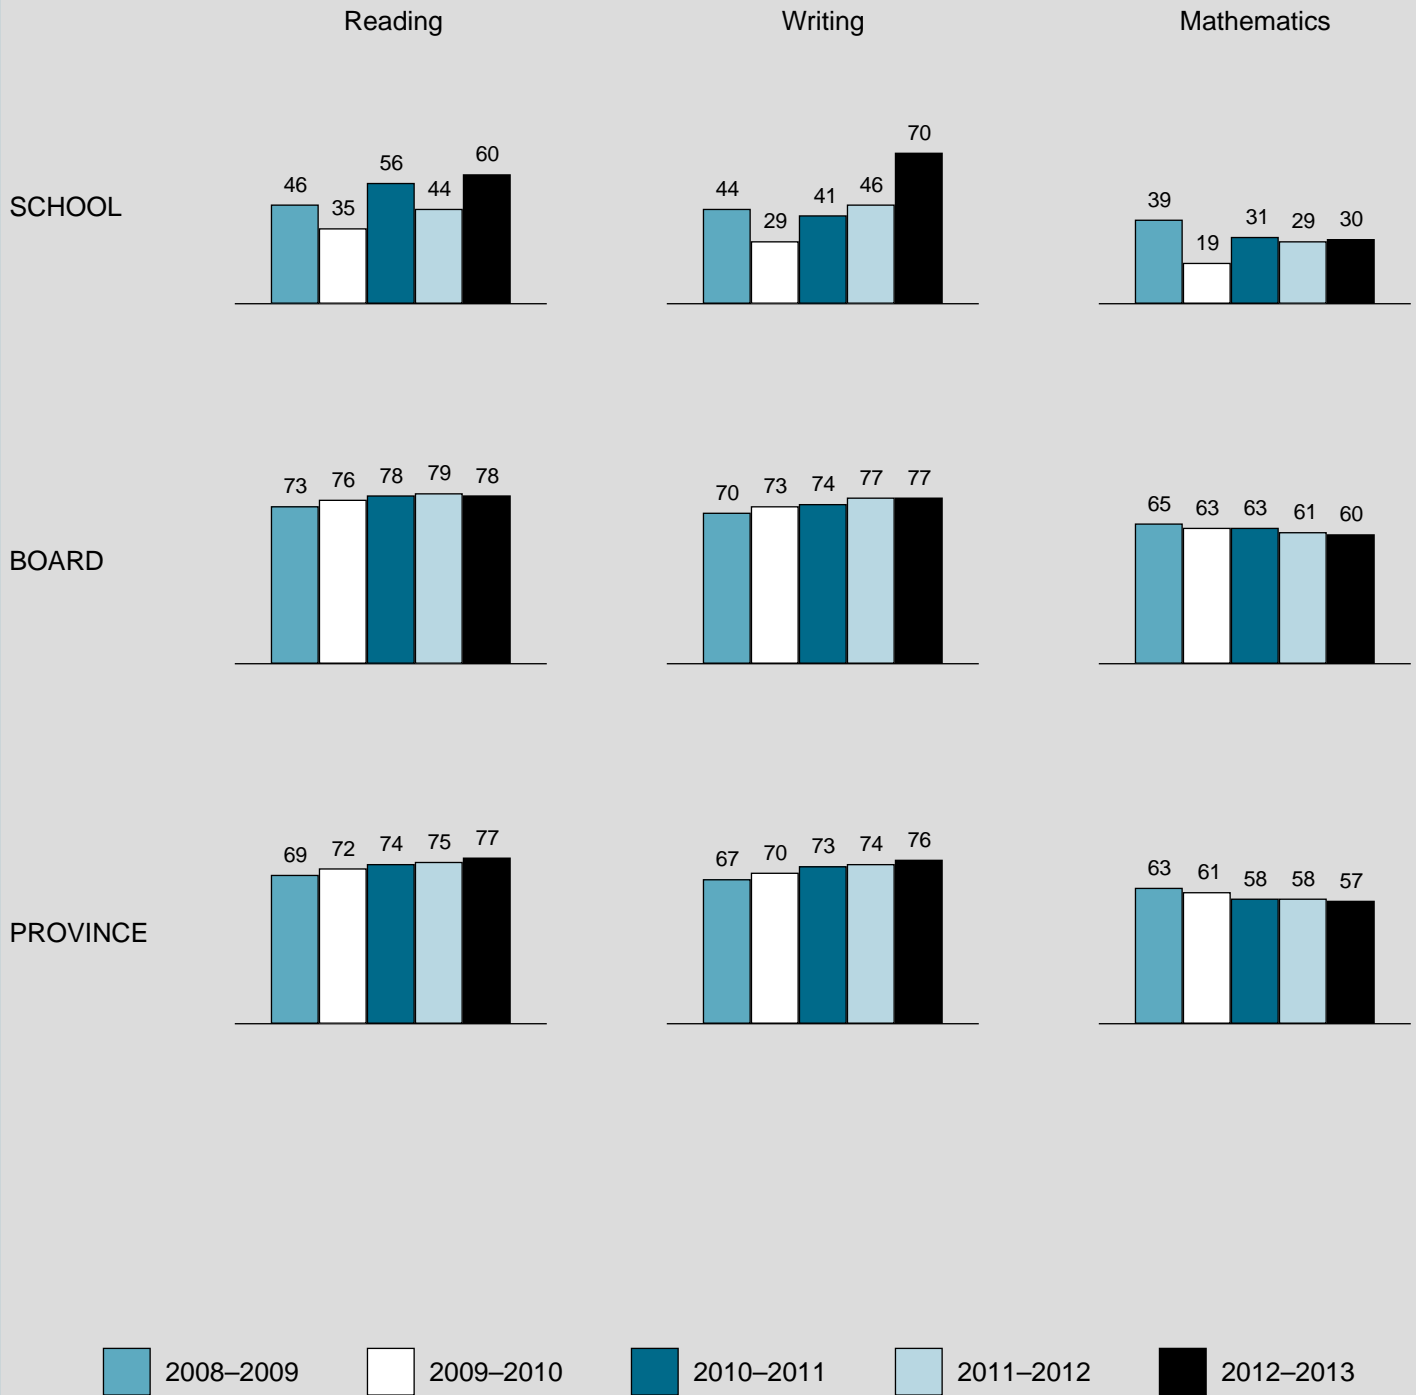 Reading Writing Mathematics
SCHOOL
46 35 56 44 60
44 29 41 46 70
39 19 31 29 30
BOARD
73 76 78 79 78
70 73 74 77 77
65 63 63 61 60
PROVINCE
69 72 74 75 77
67 70 73 74 76
63 61 58 58 57
2008–2009 2009–2010 2010–2011 2011–2012 2012–2013